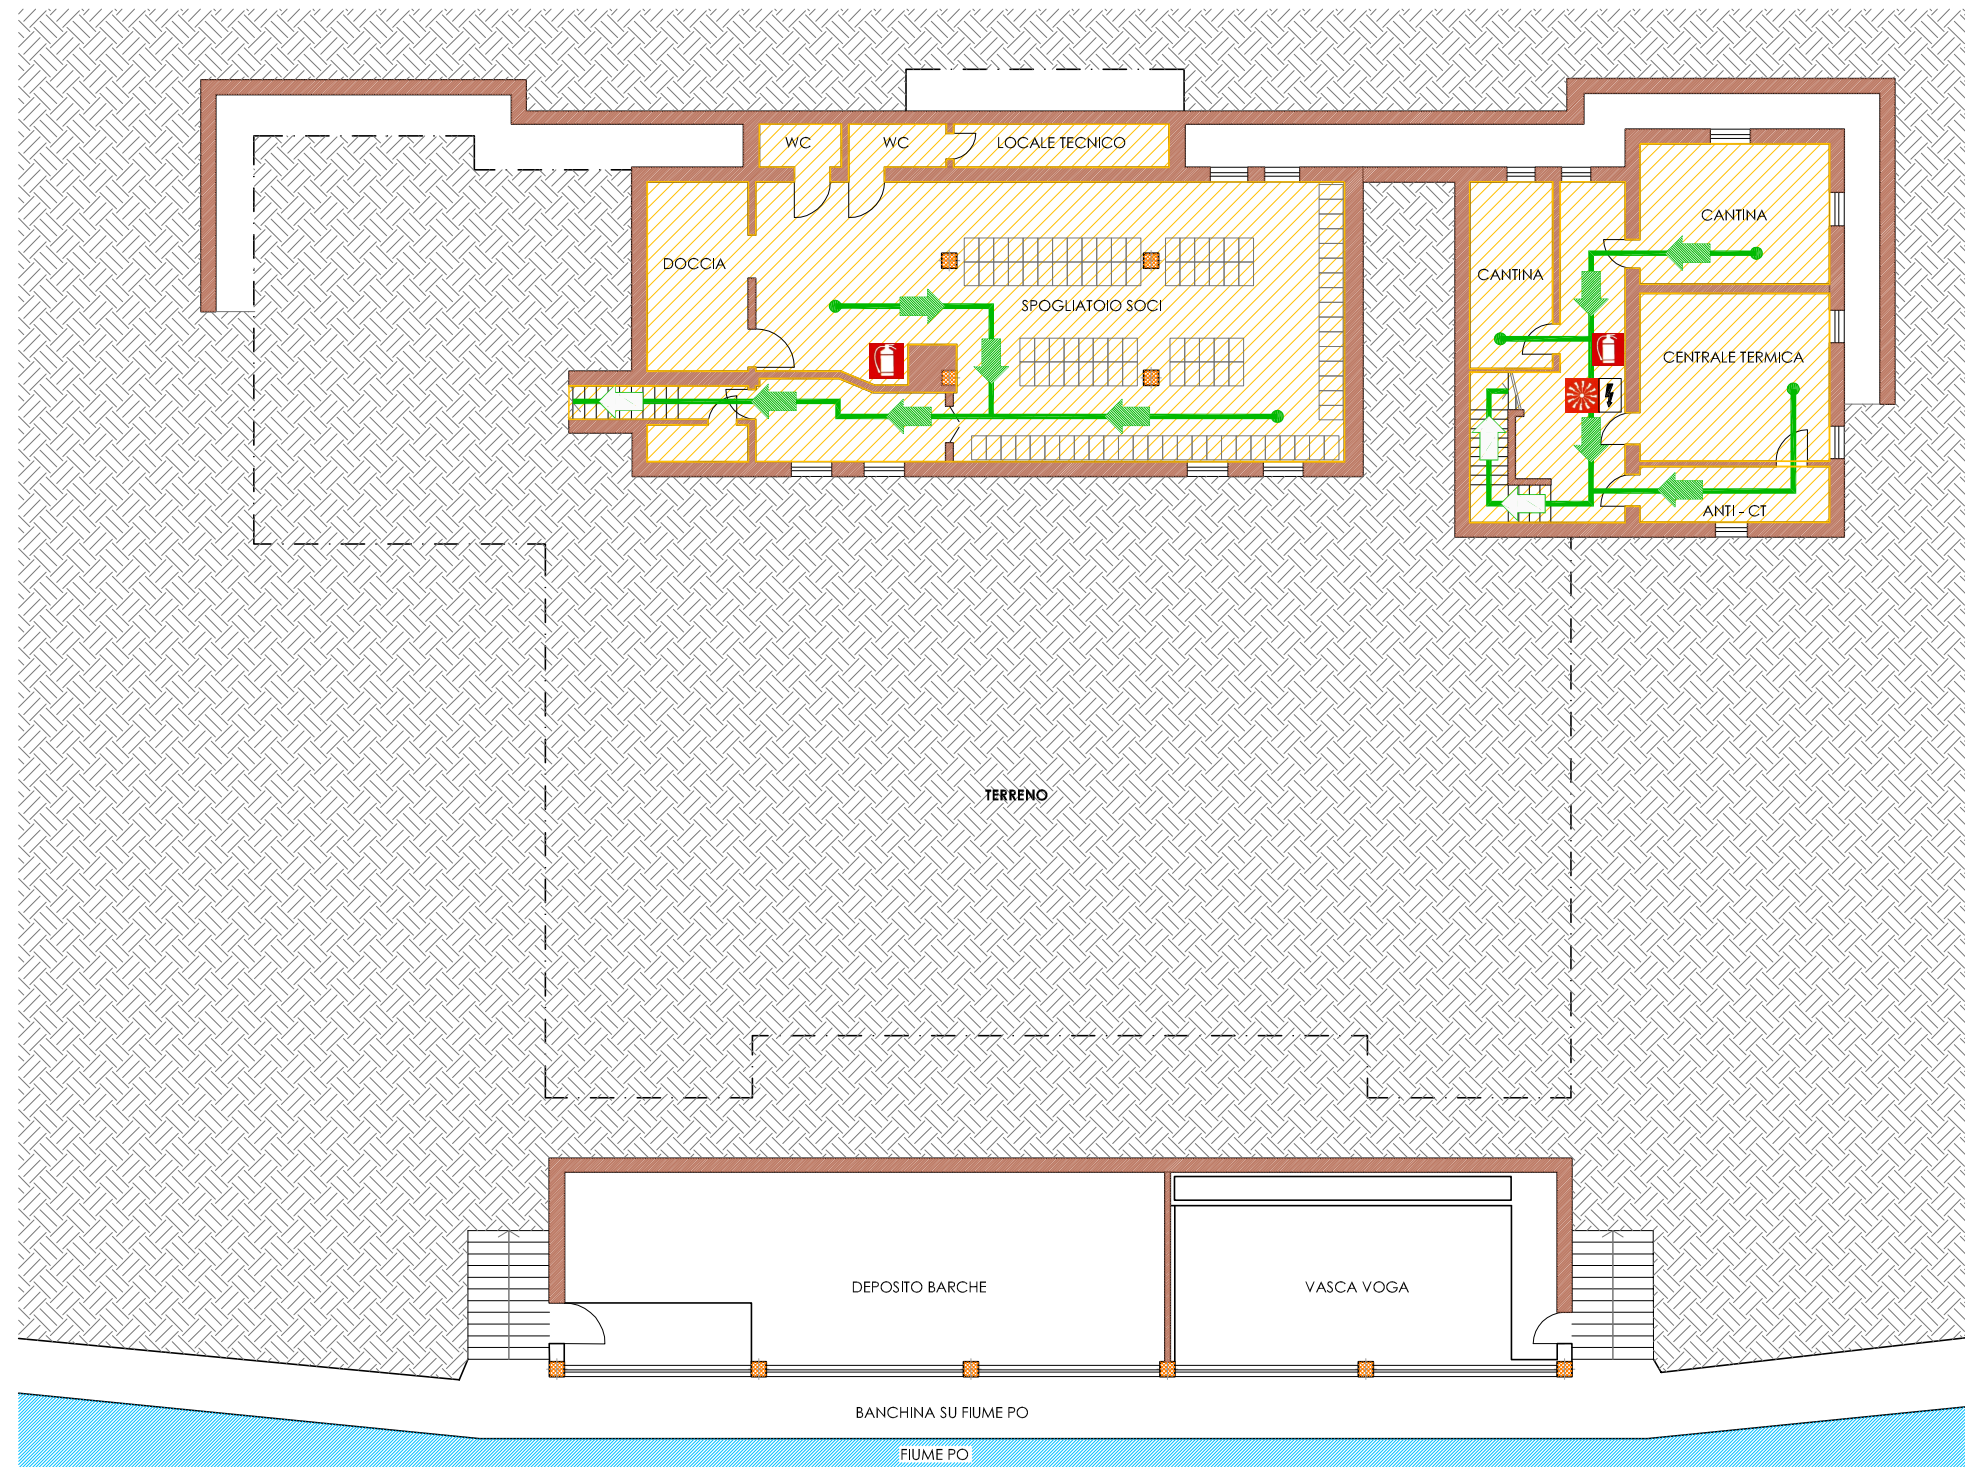 WC
WC
LOCALE TECNICO
CANTINA
DOCCIA
CANTINA
SPOGLIATOIO SOCI
CENTRALE TERMICA
ANTI - CT
TERRENO
DEPOSITO BARCHE
VASCA VOGA
BANCHINA SU FIUME PO
FIUME PO